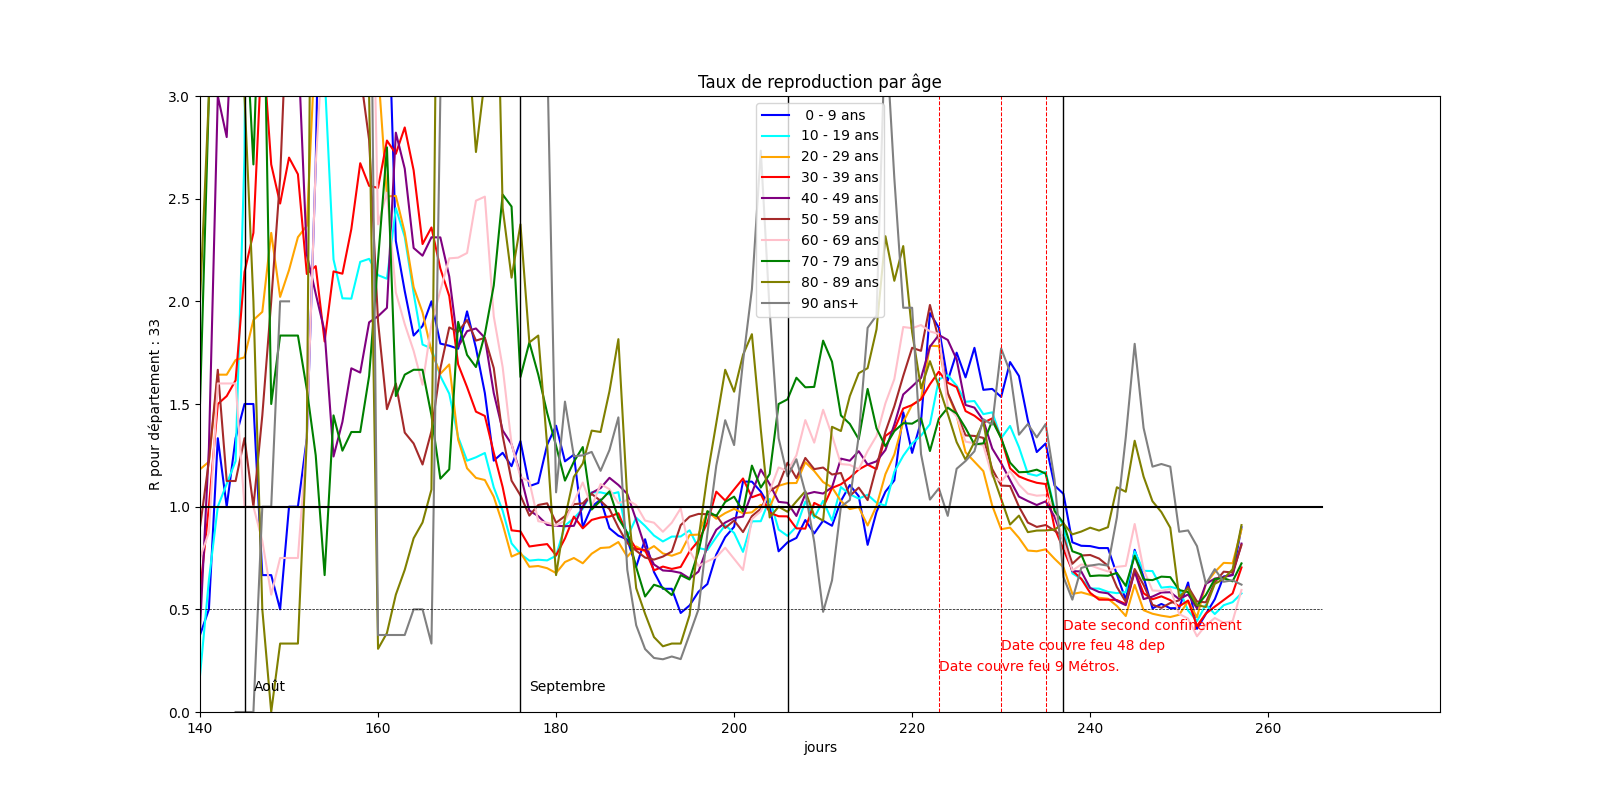 Taux de reproduction par âge
R pour département : 33
3.0
2.5
2.0
1.5
1.0
0.5
0.0
0 - 9 ans
10 - 19 ans
20 - 29 ans
30 - 39 ans
40 - 49 ans
50 - 59 ans
60 - 69 ans
70 - 79 ans
80 - 89 ans
90 ans+
Date second confinement
Date couvre feu 48 dep
Date couvre feu 9 Métros.
Août
Septembre
140
160
180
200
220
240
260
jours